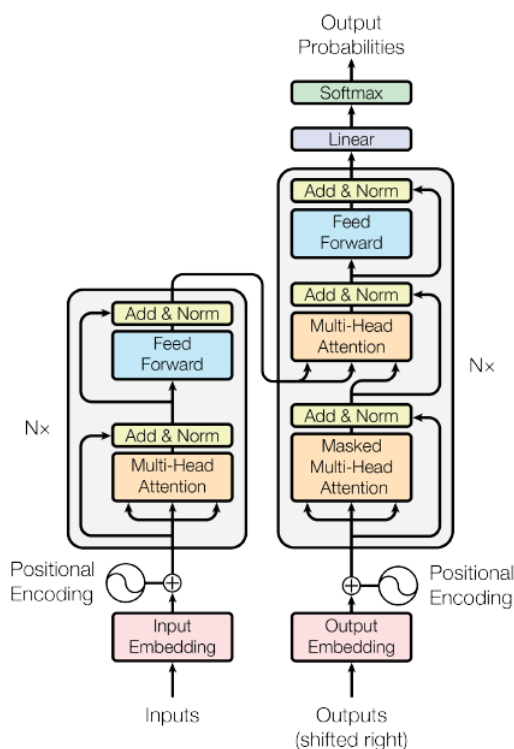 Output
Probabilities
Softmax
Linear
Add & Norm
Feed
Forward
Add & Norm
Multi-Head
Attention
Add & Norm
Masked
Multi-Head
Attention
N×
Positional
Encoding
Output
Embedding
Outputs
(shifted right)
Add & Norm
Feed
Forward
Add & Norm
Multi-Head
Attention
N×
Positional
Encoding
Input
Embedding
Inputs